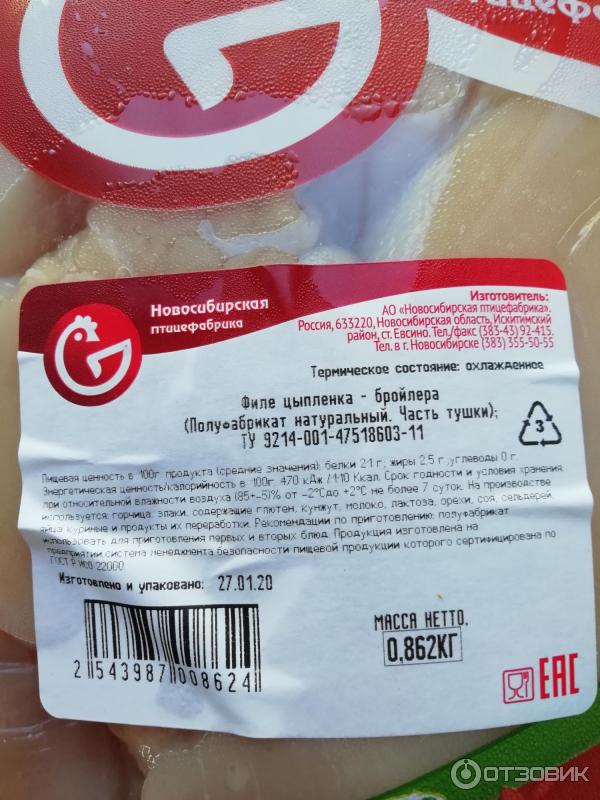 Новосибирская
птицефабрика
Изготовитель:
АО «Новосибирская птицефабрика».
Россия, 633220, Новосибирская область, Искитимский
район, ст. Евсино. Тел./факс (383-43) 92-415.
Тел. в г. Новосибирске (383) 355-50-55
Термическое состояние: охлажденное
Филе цыпленка - бройлера
(Полуфабрикат натуральный. Часть тушки);
ТУ 9214-001-47518603-11
3
Пищевая ценность в 100г. продукта (средние значения): белки 21 г; жиры 2,5 г ,углеводы 0 г.
Энергетическая ценность/калорийность в 100г. 470 кДж /110 Ккал. Срок годности и условия хранения:
при относительной влажности воздуха (85+-5)% от -2°Cдо +2°C не более 7 суток. На производстве
используется: горчица, злаки, содержащие глютен, кунжут, молоко, лактоза, орехи, соя, сельдерей,
яйца куриные и продукты их переработки. Рекомендации по приготовлению: полуфабрикат
использовать для приготовления первых и вторых блюд. Продукция изготовлена на
предприятии,система менеджмента безопасности пищевой продукции которого сертифицирована по
ГОСТ Р ИСО 22000.
Изготовлено и упаковано: 27.01.20
МАССА НЕТТО.
0,862КГ
2 543987 008624
EAC
ОТЗОВИК